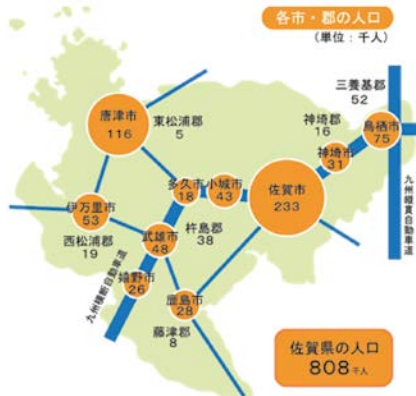 各市・郡の人口
(単位：千人)
三養基郡
52
唐津市
116
東松浦郡
5
神埼郡
16
鳥栖市
75
神埼市
31
多久市
18
小城市
43
佐賀市
233
伊万里市
53
西松浦郡
19
武雄市
48
杵島郡
38
嬉野市
26
鹿島市
28
藤津郡
8
九州横断自動車道
九州縦貫自動車道
佐賀県の人口
808千人